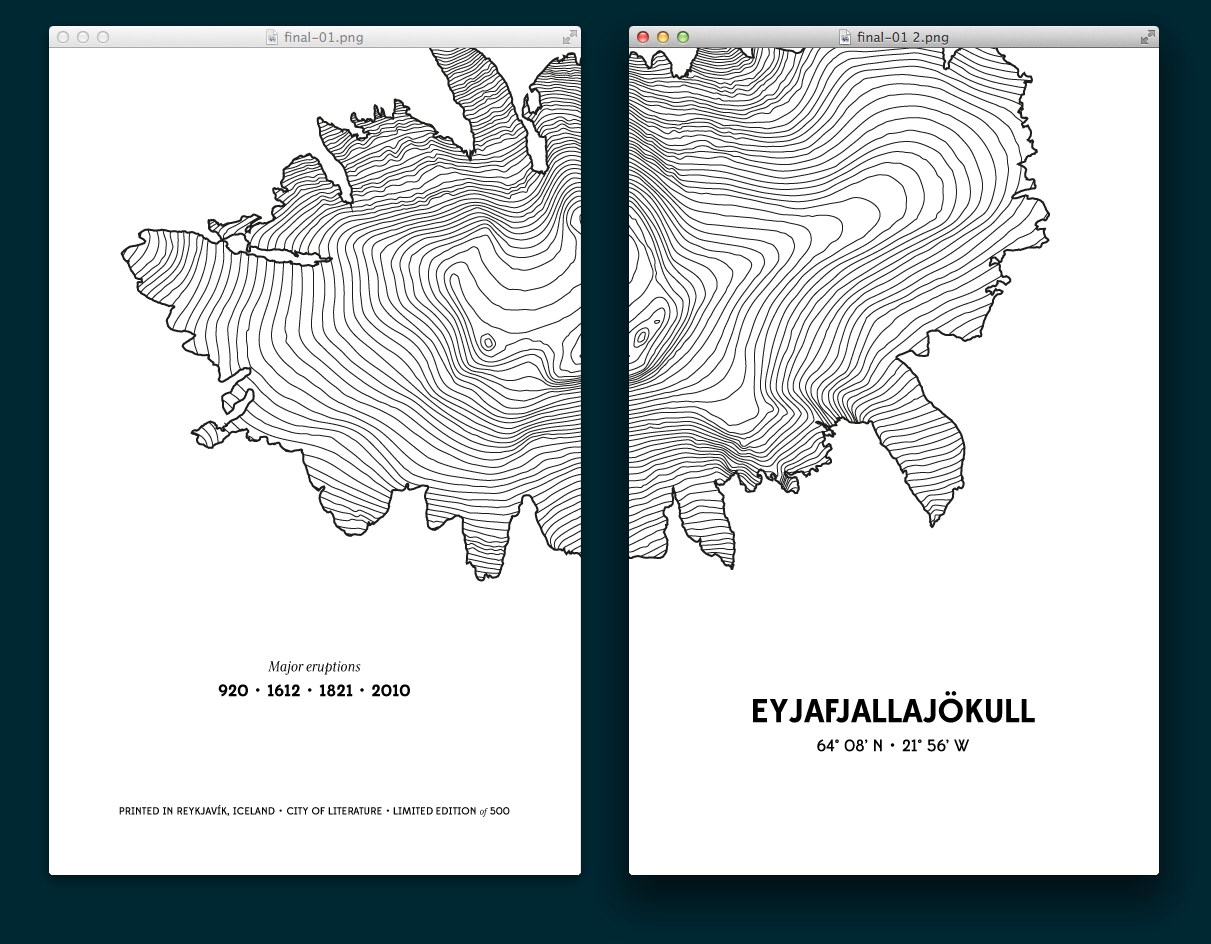 final-01.png
Major eruptions
920 • 1612 • 1821 • 2010
PRINTED IN REYKJAVÍK, ICELAND • CITY OF LITERATURE • LIMITED EDITION of 500
final-01 2.png
EYJAFJALLAJÖKULL
64° 08’ N • 21° 56’ W